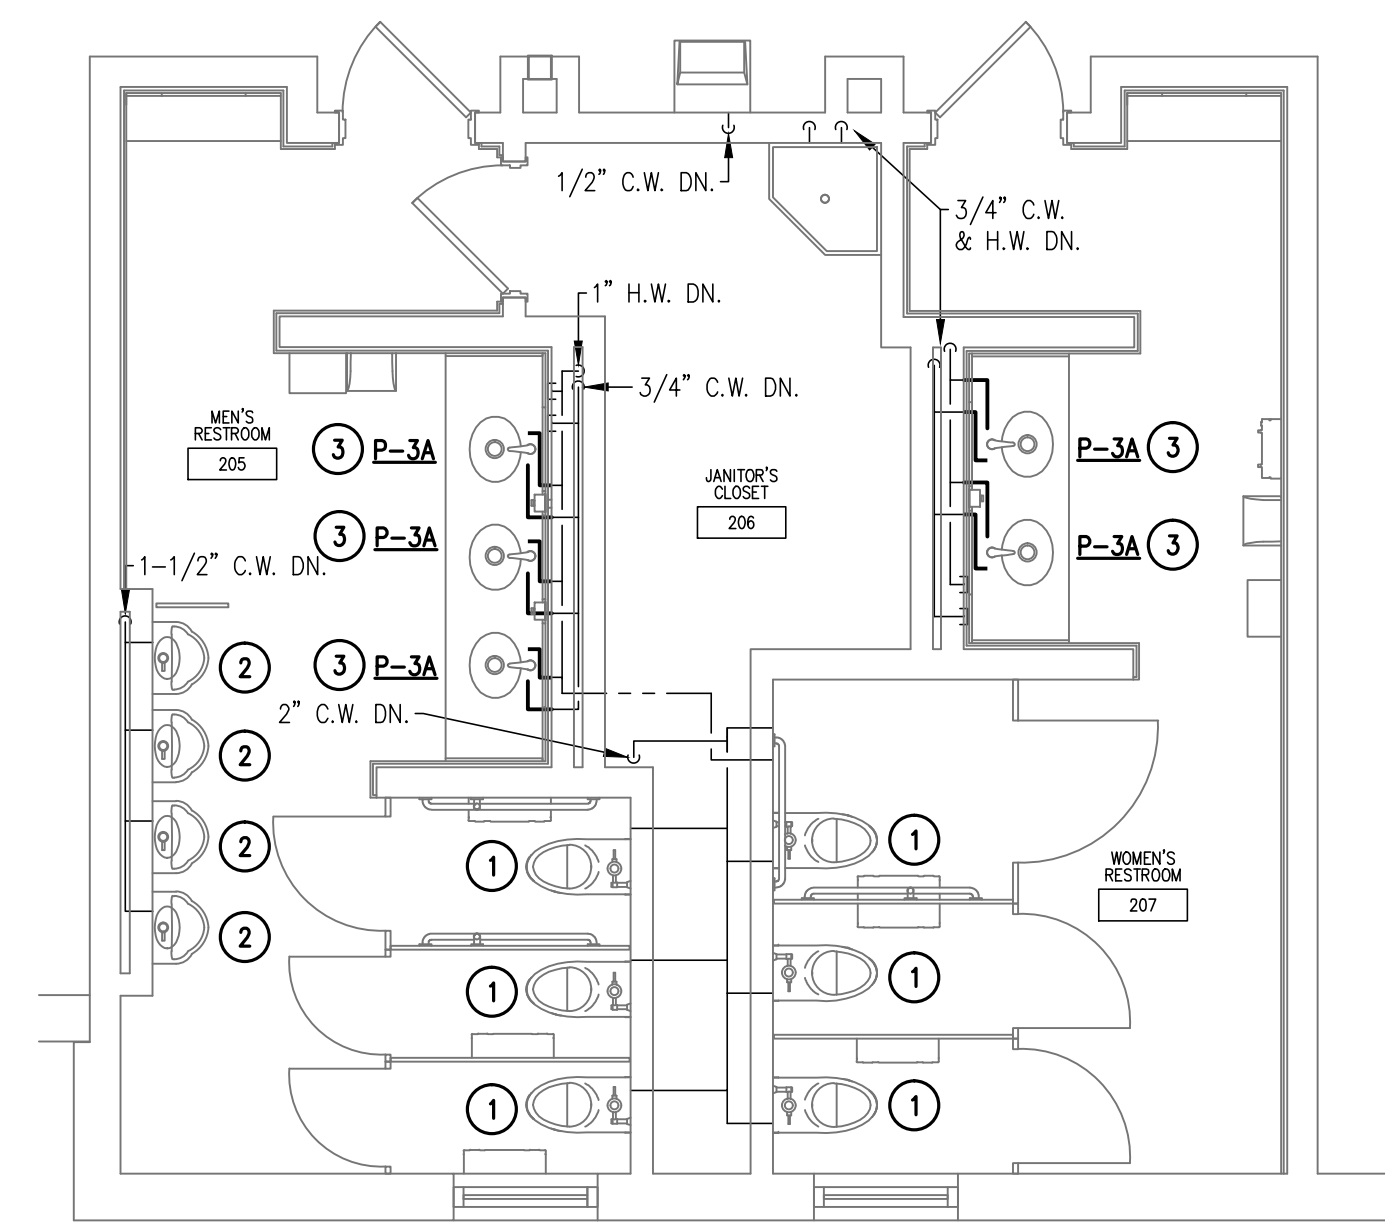 1/2” C.W. DN.
3/4” C.W.
& H.W. DN.
1” H.W. DN.
3/4” C.W. DN.
MEN'S
RESTROOM
205
3 P-3A
P-3A 3
JANITOR'S
CLOSET
206
3 P-3A
P-3A 3
1-1/2” C.W. DN.
3 P-3A
2
2” C.W. DN.
2
2
1
1
WOMEN'S
RESTROOM
207
2
1
1
1
1